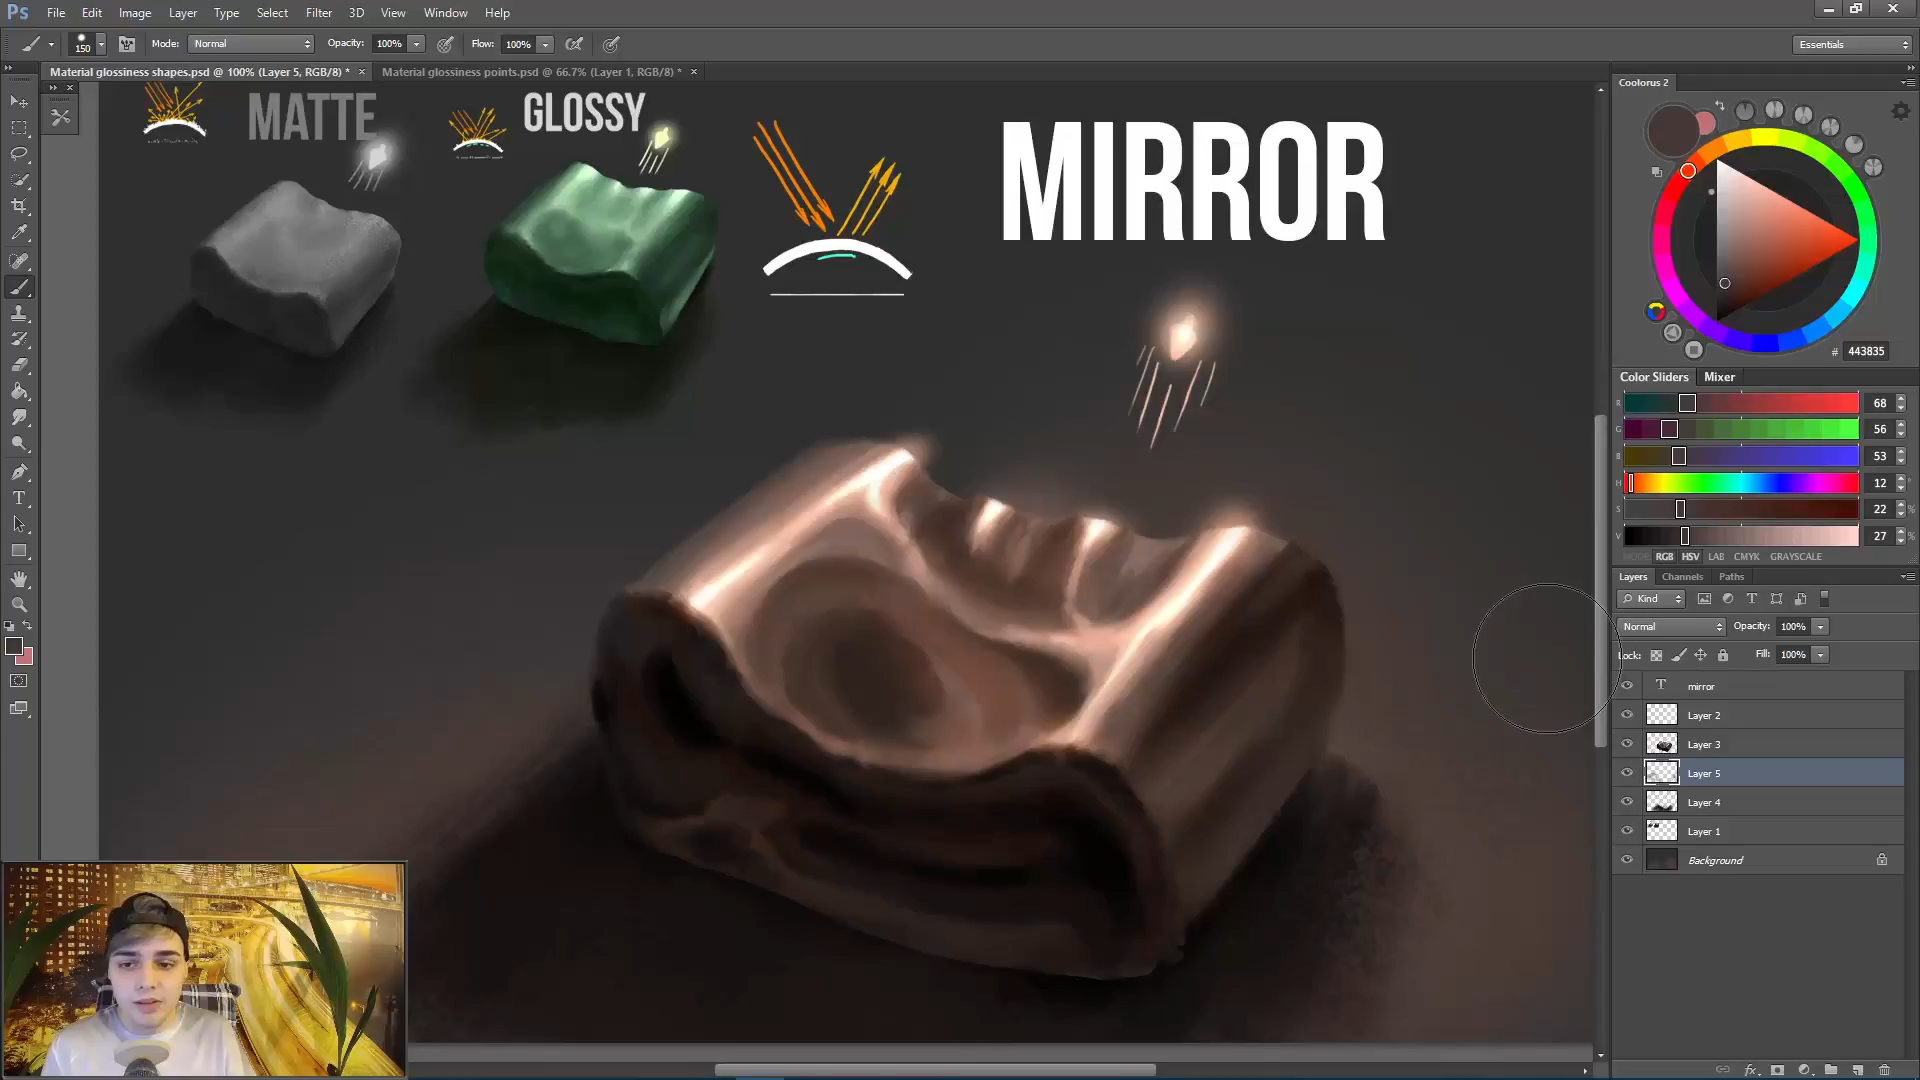 Ps File Edit Image Layer Type Select Filter 3D View Window Help
150 Mode: Normal Opacity: 100% Flow: 100% Essentials
Material glossiness shapes.psd @ 100% (Layer 5, RGB/8) * × Material glossiness points.psd @ 66.7% (Layer 1, RGB/8) * ×
MATTE
GLOSSY
MIRROR
Coolorus 2
# 443835
Color Sliders Mixer
R 68
G 56
B 53
H 12 °
S 22 %
V 27 %
RGB HSV LAB CMYK GRAYSCALE
Layers Channels Paths
Kind
Normal Opacity: 100%
Lock: Fill: 100%
T mirror
Layer 2
Layer 3
Layer 5
Layer 4
Layer 1
Background
fx